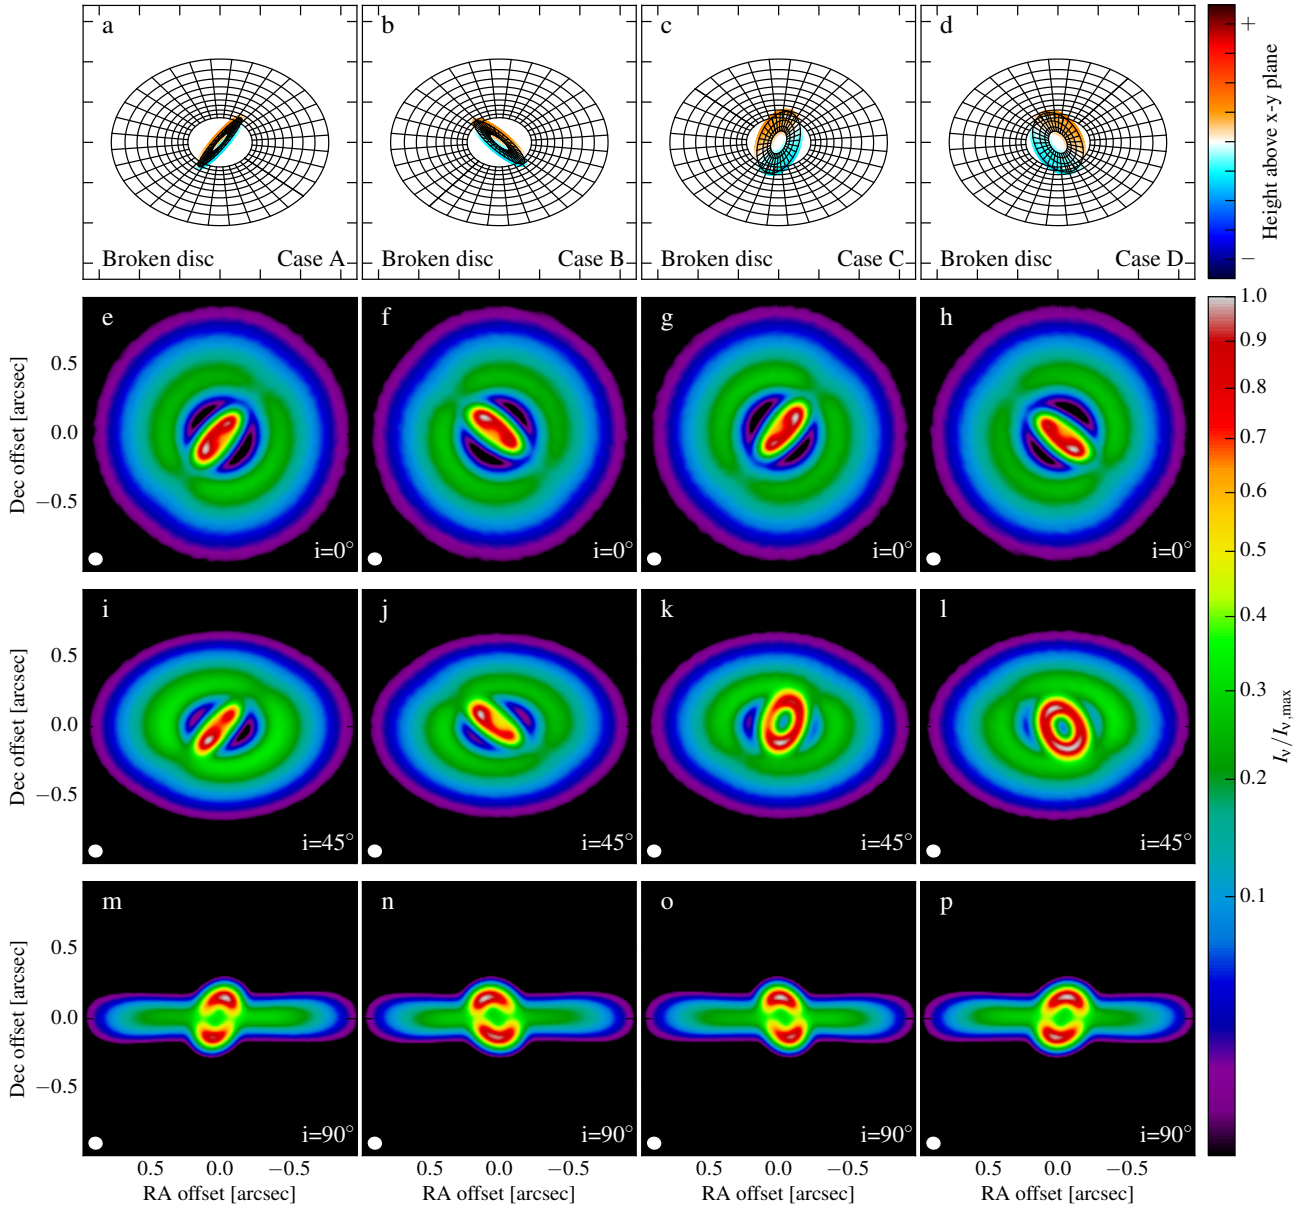 a b c d
Broken disc Case A Broken disc Case B Broken disc Case C Broken disc Case D
+
Height above x-y plane
−
e f g h
Dec offset [arcsec]
0.5
0.0
−0.5
i=0° i=0° i=0° i=0°
i j k l
Dec offset [arcsec]
0.5
0.0
−0.5
i=45° i=45° i=45° i=45°
m n o p
Dec offset [arcsec]
0.5
0.0
−0.5
i=90° i=90° i=90° i=90°
1.0
0.9
0.8
0.7
0.6
0.5
0.4
0.3
0.2
0.1
Iν / Iν,max
0.5 0.0 −0.5 0.5 0.0 −0.5 0.5 0.0 −0.5 0.5 0.0 −0.5
RA offset [arcsec] RA offset [arcsec] RA offset [arcsec] RA offset [arcsec]